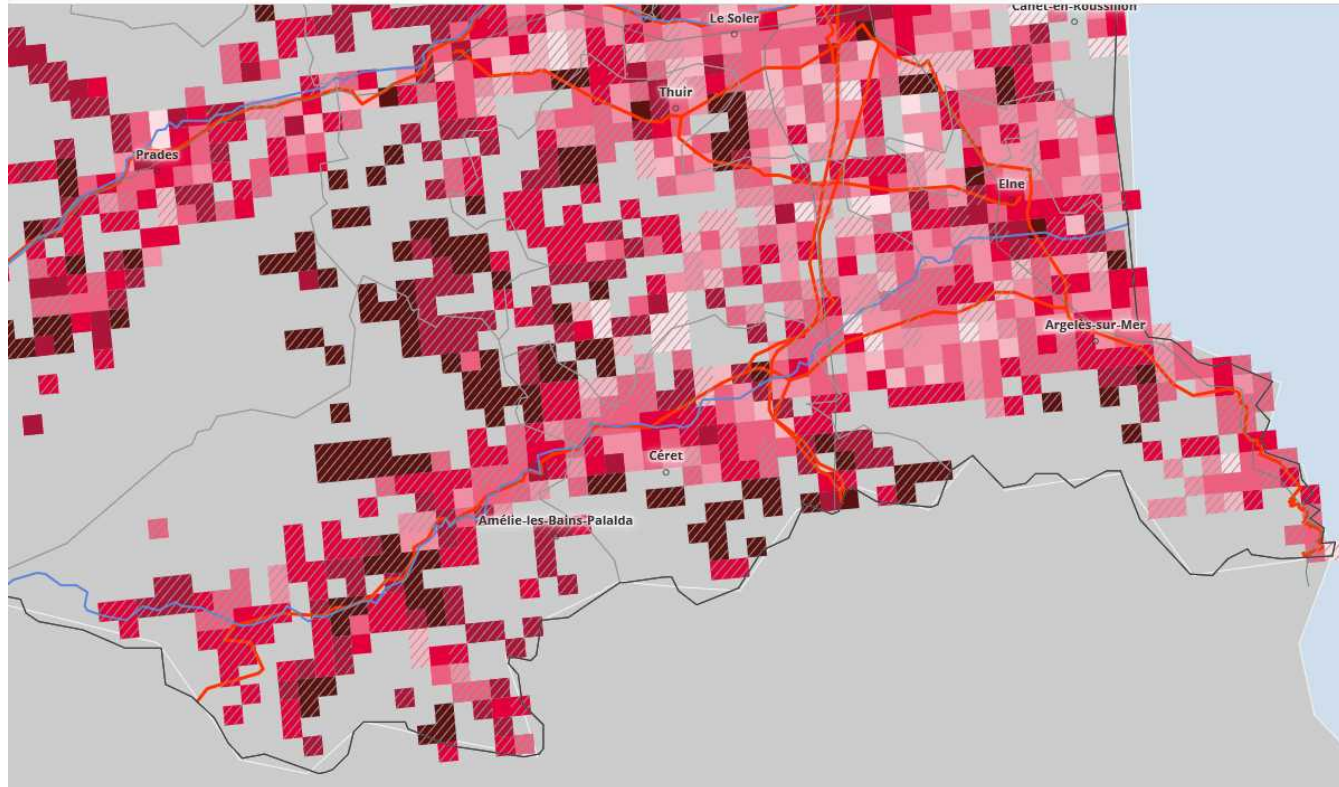 Canet-en-Roussillon
Le Soler
Thuir
Prades
Elne
Argelès-sur-Mer
Céret
Amélie-les-Bains-Palalda